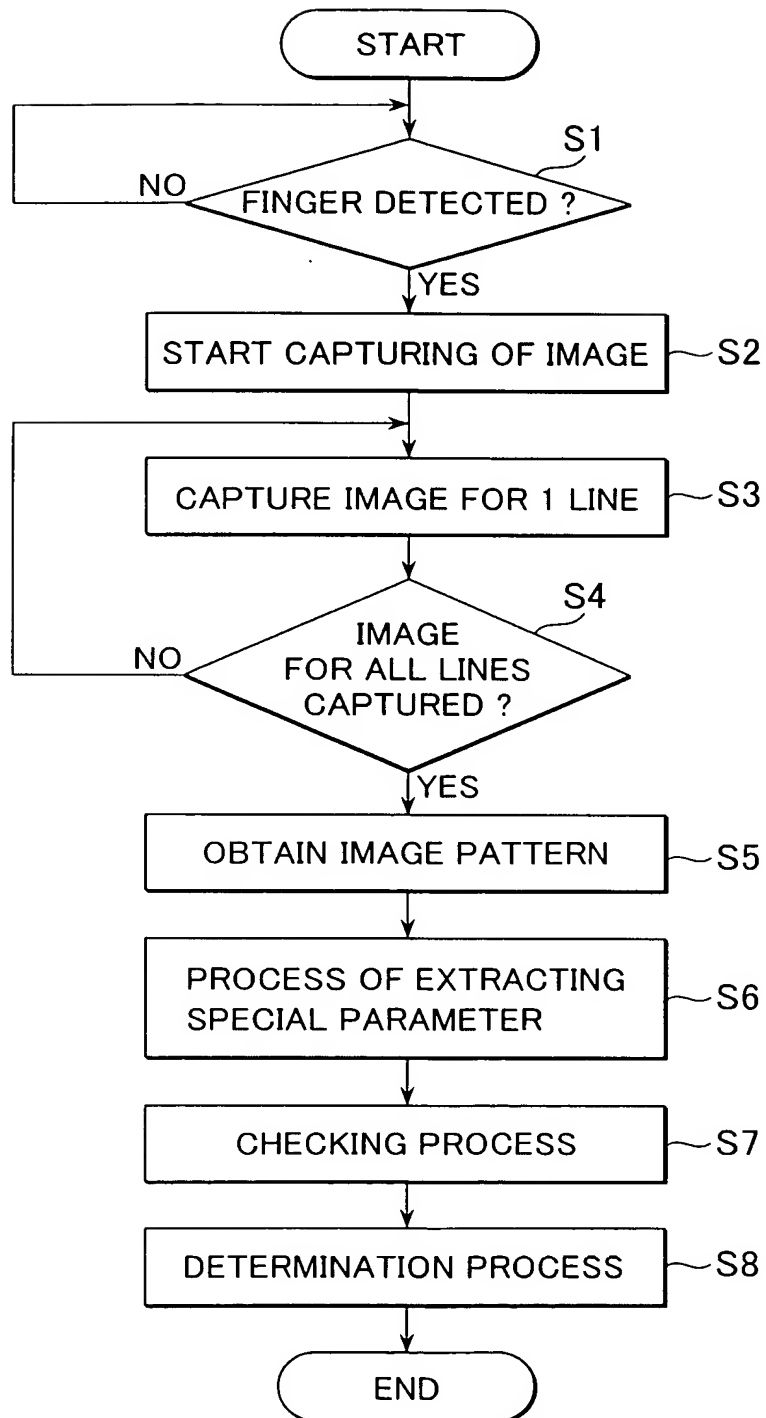 START
S1
NO
FINGER DETECTED ?
YES
START CAPTURING OF IMAGE
S2
CAPTURE IMAGE FOR 1 LINE
S3
S4
NO
IMAGE
FOR ALL LINES
CAPTURED ?
YES
OBTAIN IMAGE PATTERN
S5
PROCESS OF EXTRACTING
SPECIAL PARAMETER
S6
CHECKING PROCESS
S7
DETERMINATION PROCESS
S8
END